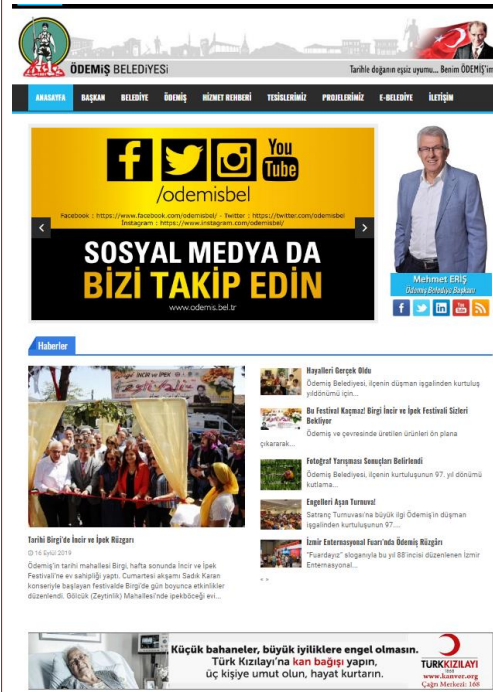 ÖDEMİŞ BELEDİYESİ
Tarihle doğanın eşsiz uyumu... Benim ÖDEMİŞ'im
ANASAYFA BAŞKAN BELEDİYE ÖDEMİŞ HİZMET REHBERİ TESİSLERİMİZ PROJELERİMİZ E-BELEDİYE İLETİŞİM
You
Tube
/odemisbel
Facebook : https://www.facebook.com/odemisbel/ - Twitter : https://twitter.com/odemisbel
Instagram : https://www.instagram.com/odemisbel/
SOSYAL MEDYA DA
BİZİ TAKİP EDİN
www.odemis.bel.tr
Mehmet ERİŞ
Ödemiş Belediye Başkanı
Haberler
İNCİR ve İPEK
Festivali
Tarihi Birgi'de İncir ve İpek Rüzgarı
16 Eylül 2019
Ödemiş'in tarihi mahallesi Birgi, hafta sonunda İncir ve İpek
Festivali'ne ev sahipliği yaptı. Cumartesi akşamı Sadık Karan
konseriyle başlayan festivalde Birgi'de gün boyunca etkinlikler
düzenlendi. Gölcük (Zeytinlik) Mahallesi'nde ipekböceği evi...
Hayalleri Gerçek Oldu
Ödemiş Belediyesi, ilçenin düşman işgalinden kurtuluş
yıldönümü için...
Bu Festival Kaçmaz! Birgi İncir ve İpek Festivali Sizleri
Bekliyor
Ödemiş ve çevresinde üretilen ürünleri ön plana
çıkararak...
Fotoğraf Yarışması Sonuçları Belirlendi
Ödemiş Belediyesi, ilçenin kurtuluşunun 97. yıl dönümü
kutlama...
Engelleri Aşan Turnuva!
Satranç Turnuvası'na büyük ilgi Ödemiş'in düşman
işgalinden kurtuluşunun 97....
İzmir Enternasyonal Fuarı'nda Ödemiş Rüzgârı
"Fuardayız" sloganıyla bu yıl 88'incisi düzenlenen İzmir
Enternasyonel...
Küçük bahaneler, büyük iyiliklere engel olmasın.
Türk Kızılayı'na kan bağışı yapın,
üç kişiye umut olun, hayat kurtarın.
TÜRKKIZILAYI
1868
www.kanver.org
Çağrı Merkezi: 168